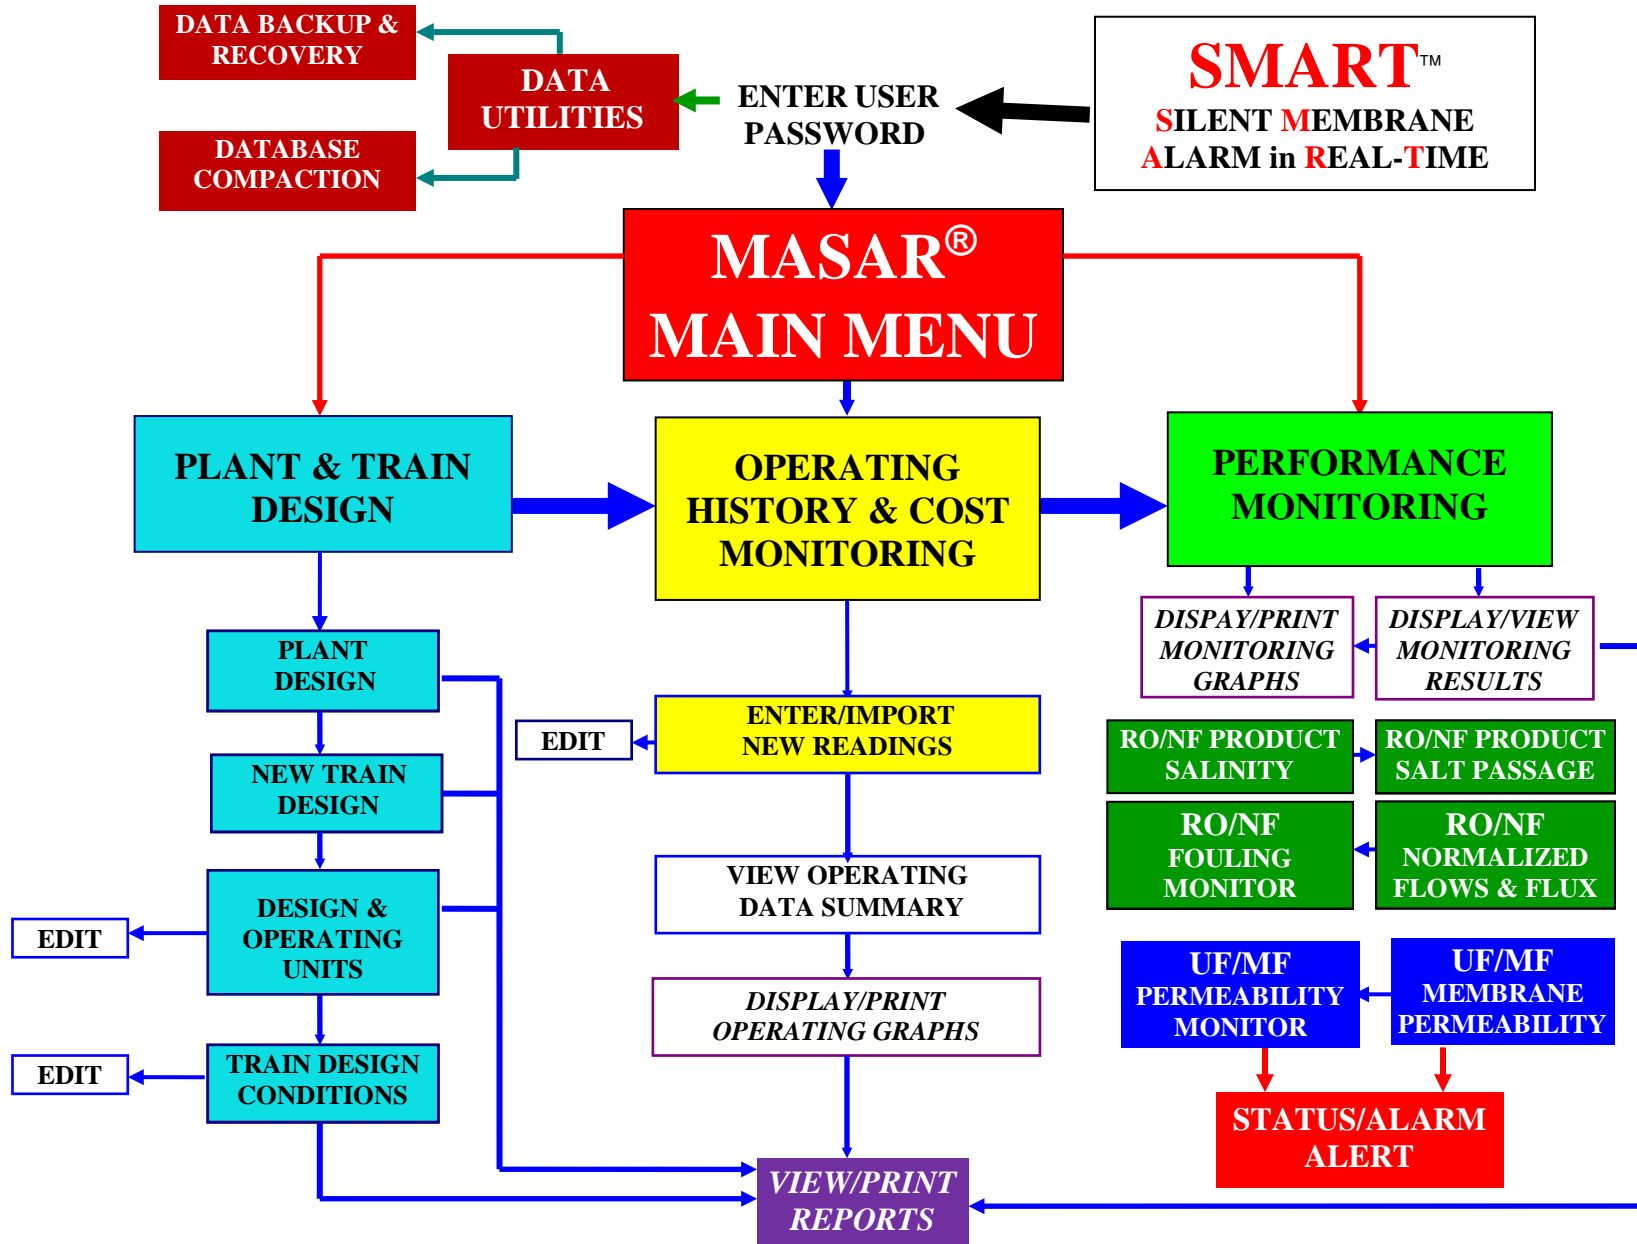 DATA BACKUP &
RECOVERY
DATA
UTILITIES
DATABASE
COMPACTION
ENTER USER
PASSWORD
SMART™
SILENT MEMBRANE
ALARM in REAL-TIME
MASAR®
MAIN MENU
PLANT & TRAIN
DESIGN
OPERATING
HISTORY & COST
MONITORING
PERFORMANCE
MONITORING
PLANT
DESIGN
NEW TRAIN
DESIGN
DESIGN &
OPERATING
UNITS
EDIT
TRAIN DESIGN
CONDITIONS
EDIT
EDIT
ENTER/IMPORT
NEW READINGS
VIEW OPERATING
DATA SUMMARY
DISPLAY/PRINT
OPERATING GRAPHS
VIEW/PRINT
REPORTS
DISPAY/PRINT
MONITORING
GRAPHS
DISPLAY/VIEW
MONITORING
RESULTS
RO/NF PRODUCT
SALINITY
RO/NF PRODUCT
SALT PASSAGE
RO/NF
FOULING
MONITOR
RO/NF
NORMALIZED
FLOWS & FLUX
UF/MF
PERMEABILITY
MONITOR
UF/MF
MEMBRANE
PERMEABILITY
STATUS/ALARM
ALERT